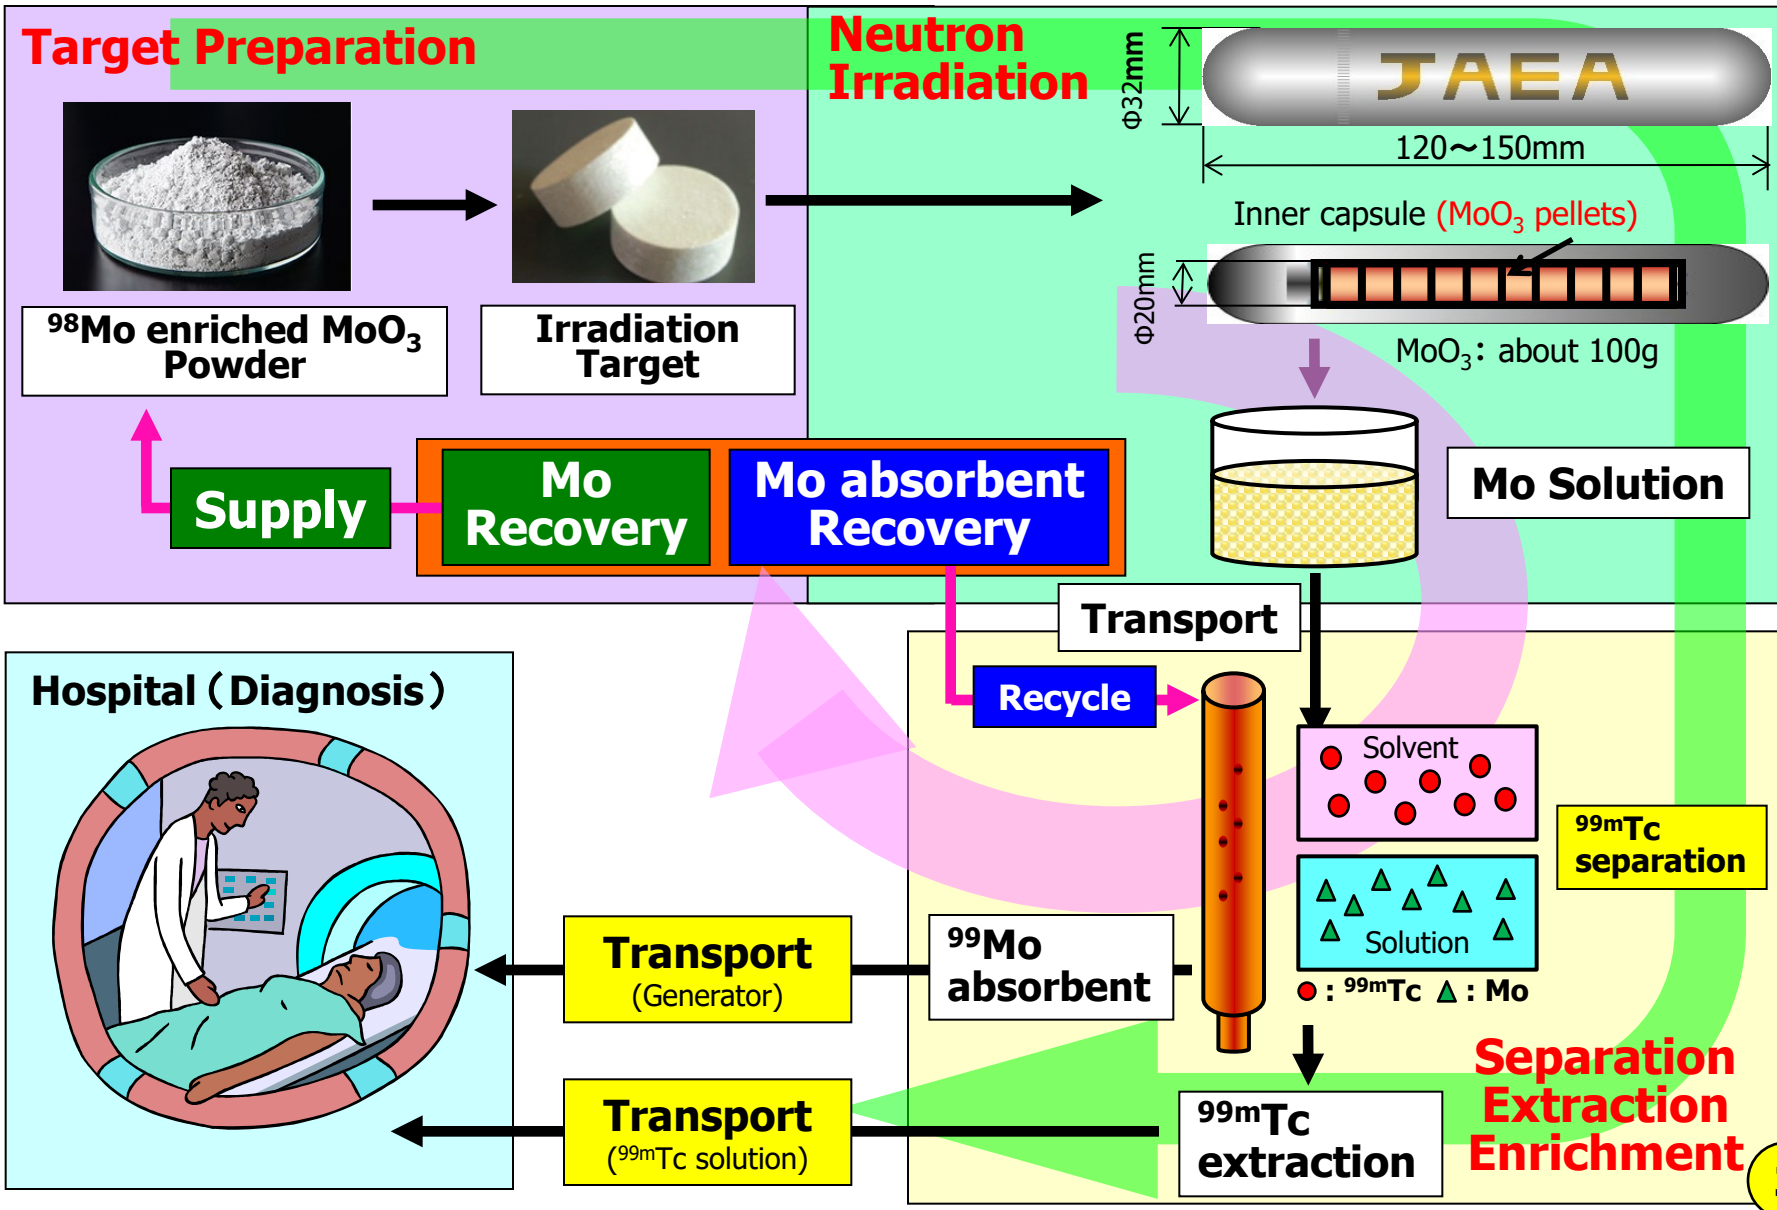 Target Preparation
Neutron
Irradiation
JAEA
Φ32mm
120～150mm
Inner capsule (MoO₃ pellets)
Φ20mm
MoO₃：about 100g
⁹⁸Mo enriched MoO₃
Powder
Irradiation
Target
Supply
Mo
Recovery
Mo absorbent
Recovery
Mo Solution
Transport
Recycle
Hospital（Diagnosis）
Solvent
Solution
●: ⁹⁹ᵐTc ▲: Mo
⁹⁹ᵐTc
separation
Transport
(Generator)
⁹⁹Mo
absorbent
Transport
(⁹⁹ᵐTc solution)
⁹⁹ᵐTc
extraction
Separation
Extraction
Enrichment